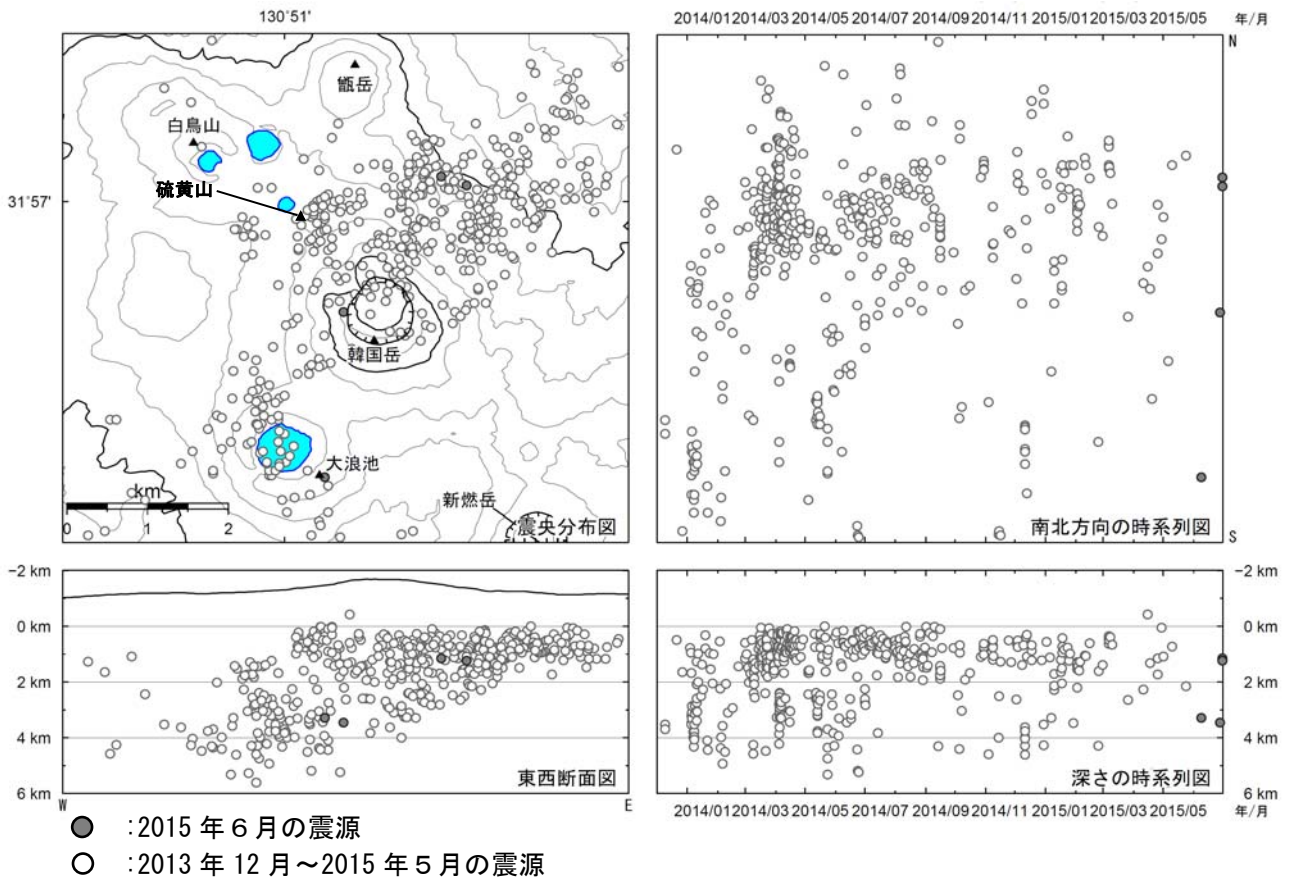 130°51'
2014/01 2014/03 2014/05 2014/07 2014/09 2014/11 2015/01 2015/03 2015/05 年/月
甑岳
白鳥山
硫黄山
31°57'
韓国岳
大浪池
新燃岳
km
0 1 2
震央分布図
N
S
南北方向の時系列図
-2 km
0 km
2 km
4 km
6 km
W
E
東西断面図
-2 km
0 km
2 km
4 km
6 km
深さの時系列図
2014/01 2014/03 2014/05 2014/07 2014/09 2014/11 2015/01 2015/03 2015/05 年/月
:2015 年6月の震源
:2013 年 12 月~2015 年5月の震源